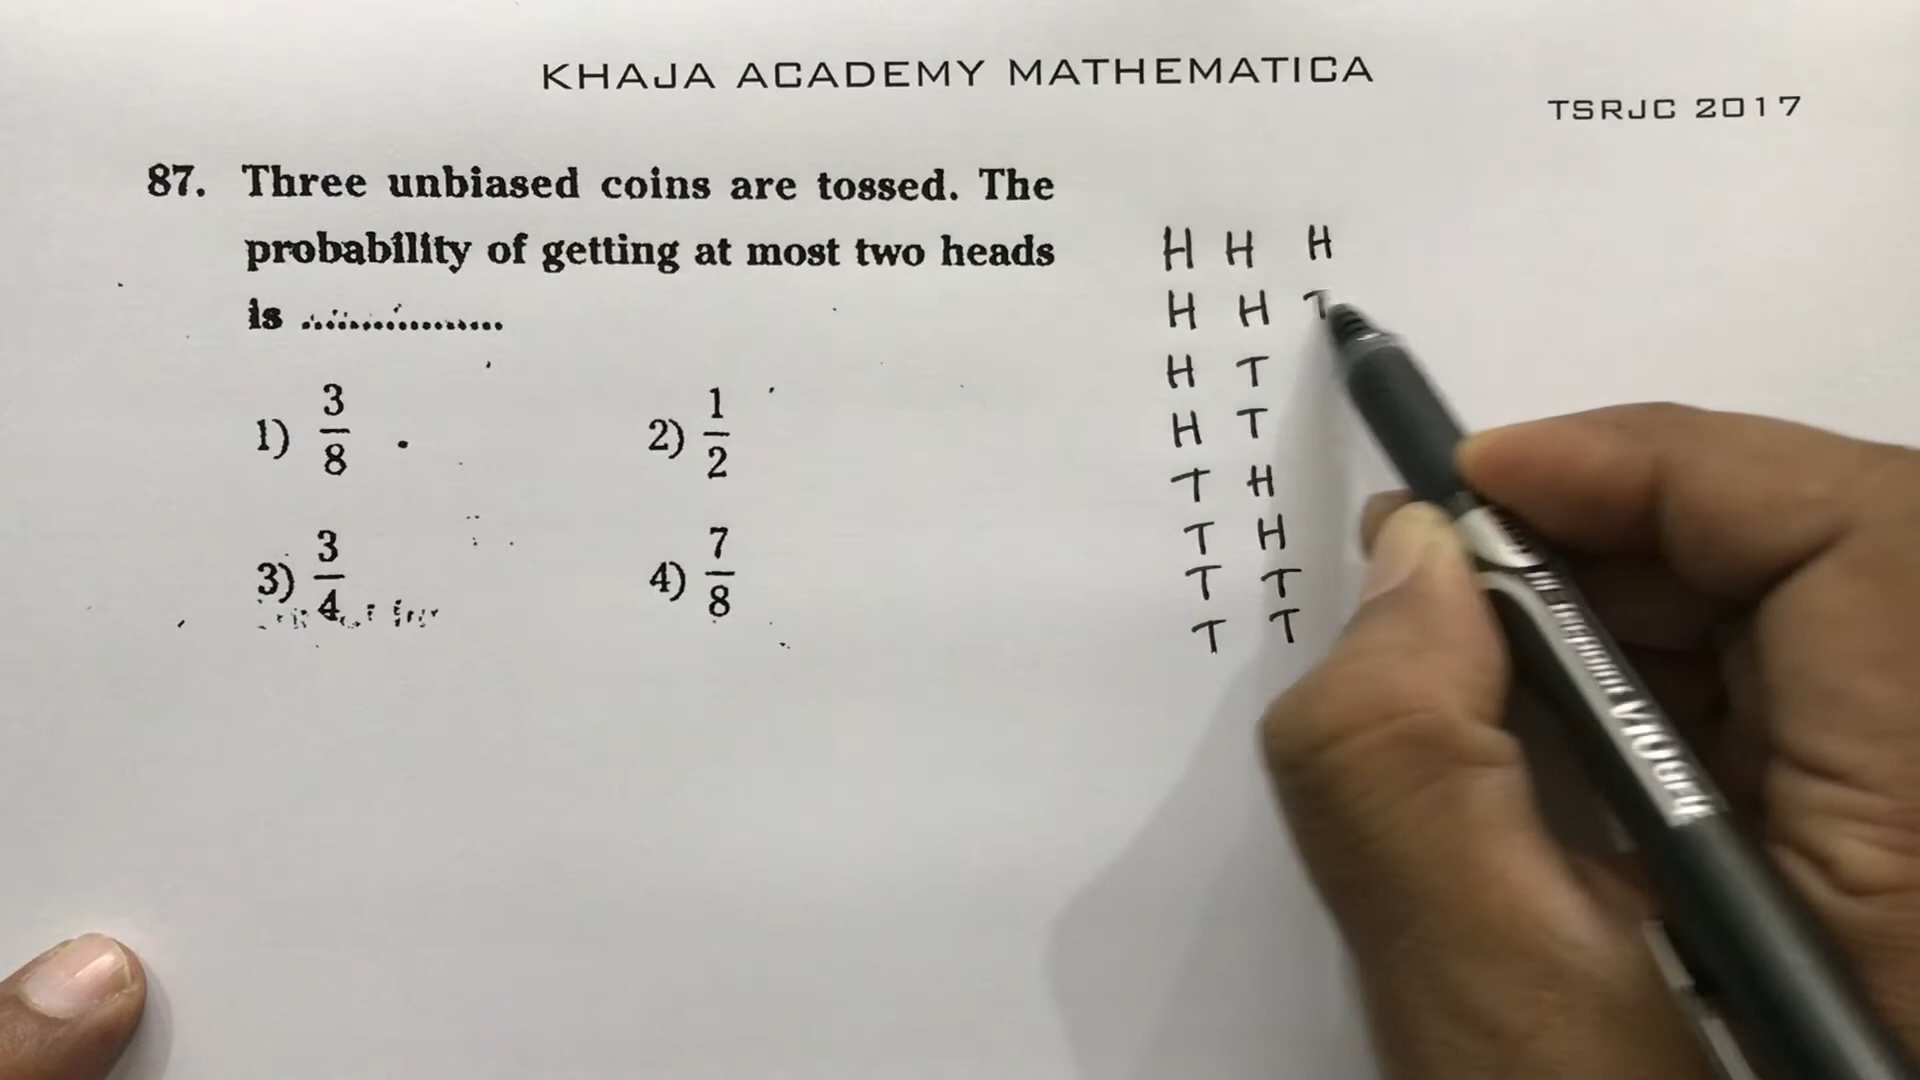 KHAJA ACADEMY MATHEMATICA
TSRJC 2017
87. Three unbiased coins are tossed. The
probability of getting at most two heads
is ..................
1) 3/8 2) 1/2
3) 3/4 4) 7/8
H H H
H H T
H T
H T
T H
T H
T T
T T